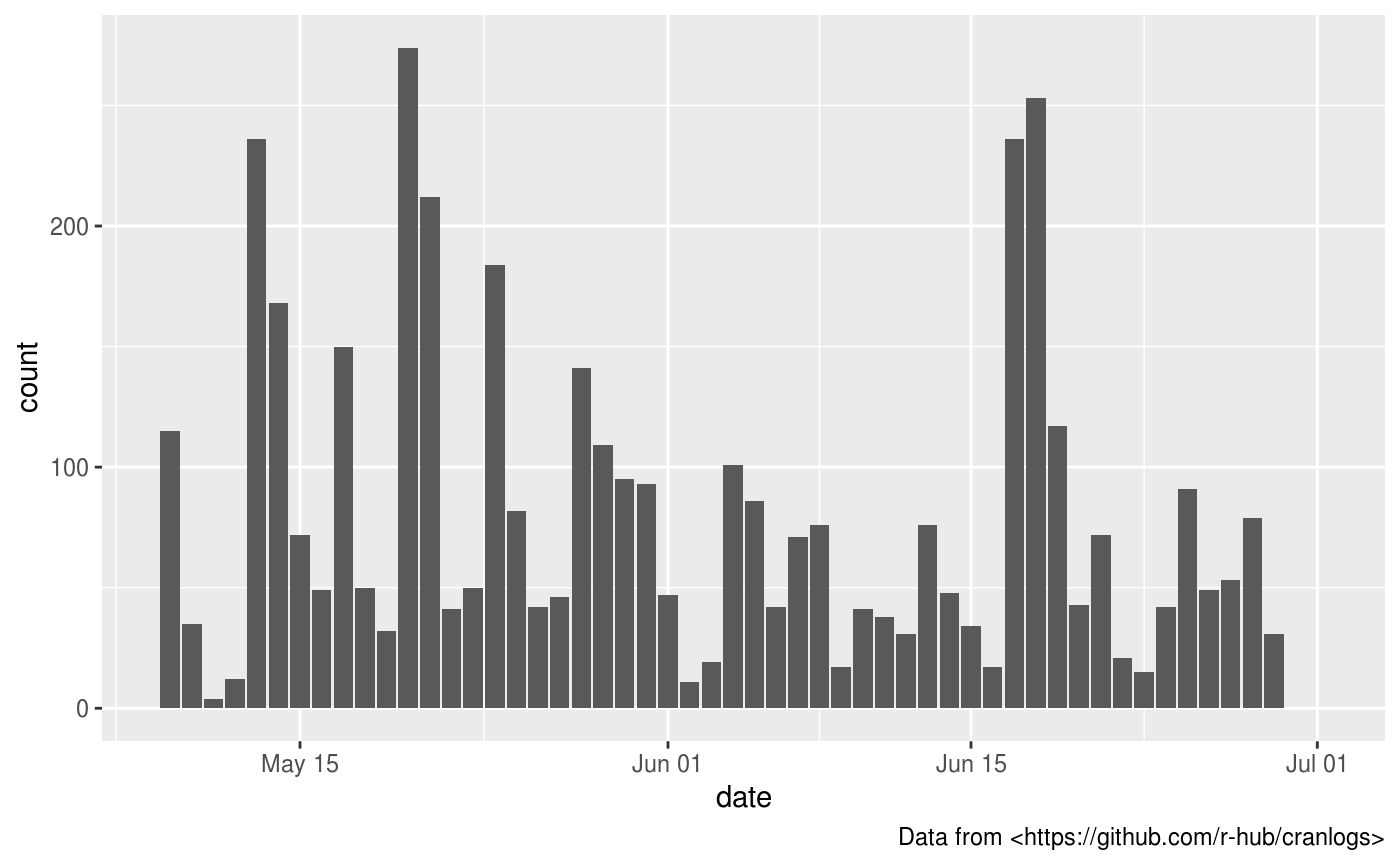 200
100
0
count
May 15
Jun 01
Jun 15
Jul 01
date
Data from <https://github.com/r-hub/cranlogs>